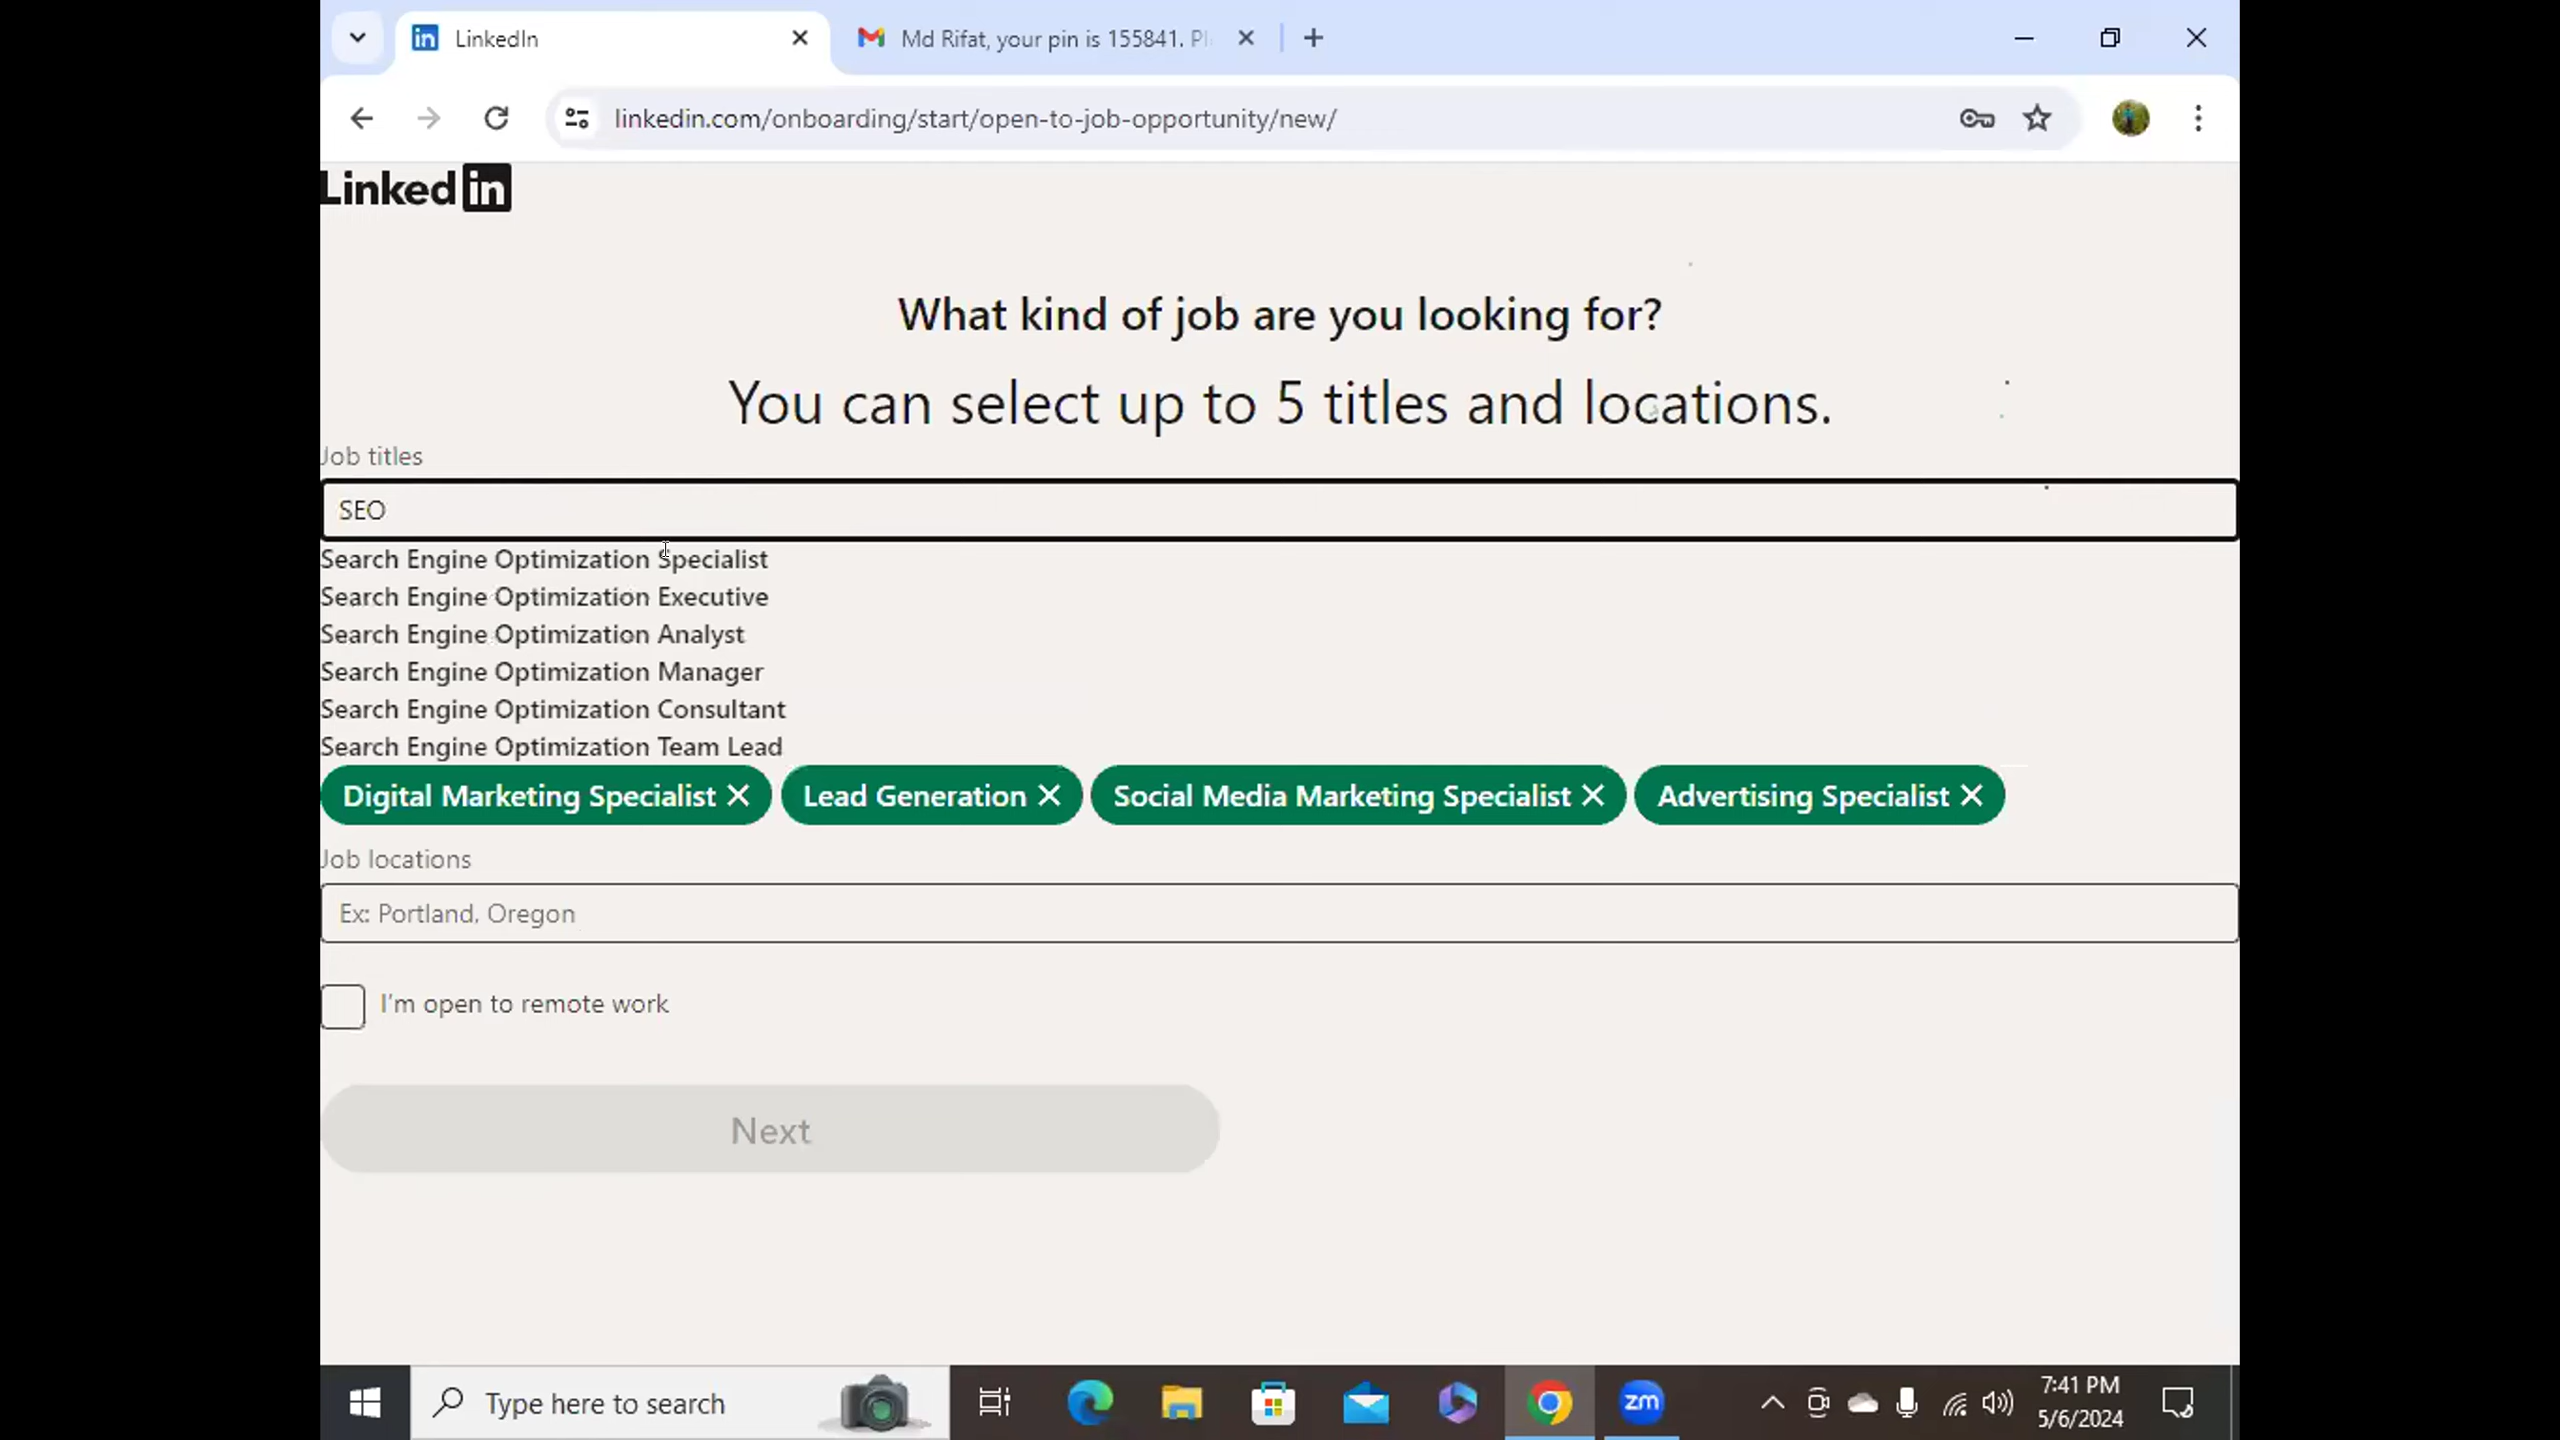 LinkedIn
Md Rifat, your pin is 155841. Pl
linkedin.com/onboarding/start/open-to-job-opportunity/new/
Linked in
What kind of job are you looking for?
You can select up to 5 titles and locations.
Job titles
SEO
Search Engine Optimization Specialist
Search Engine Optimization Executive
Search Engine Optimization Analyst
Search Engine Optimization Manager
Search Engine Optimization Consultant
Search Engine Optimization Team Lead
Digital Marketing Specialist Lead Generation Social Media Marketing Specialist Advertising Specialist
Job locations
Ex: Portland, Oregon
I'm open to remote work
Next
Type here to search
zm
7:41 PM
5/6/2024